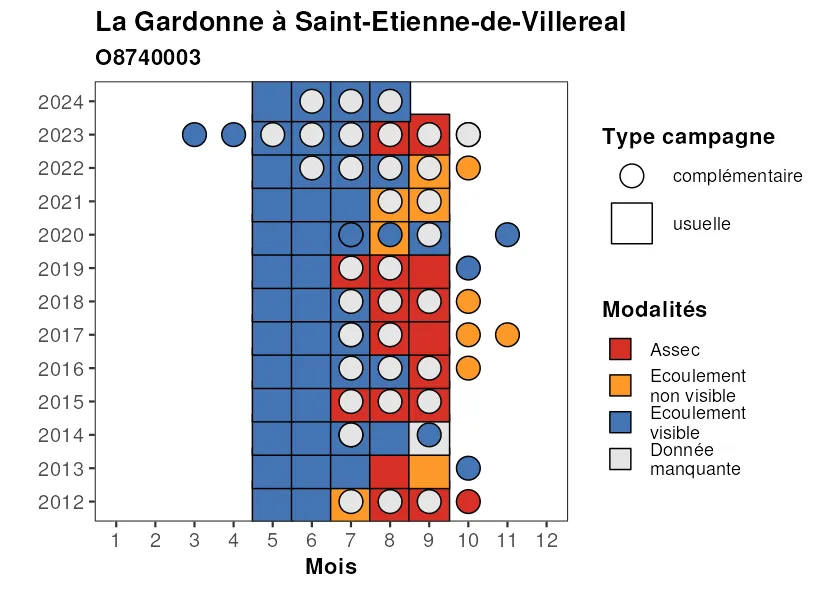 La Gardonne à Saint-Etienne-de-Villereal
O8740003
2024
2023
2022
2021
2020
2019
2018
2017
2016
2015
2014
2013
2012
1 2 3 4 5 6 7 8 9 10 11 12
Mois
Type campagne
complémentaire
usuelle
Modalités
Assec
Ecoulement
non visible
Ecoulement
visible
Donnée
manquante